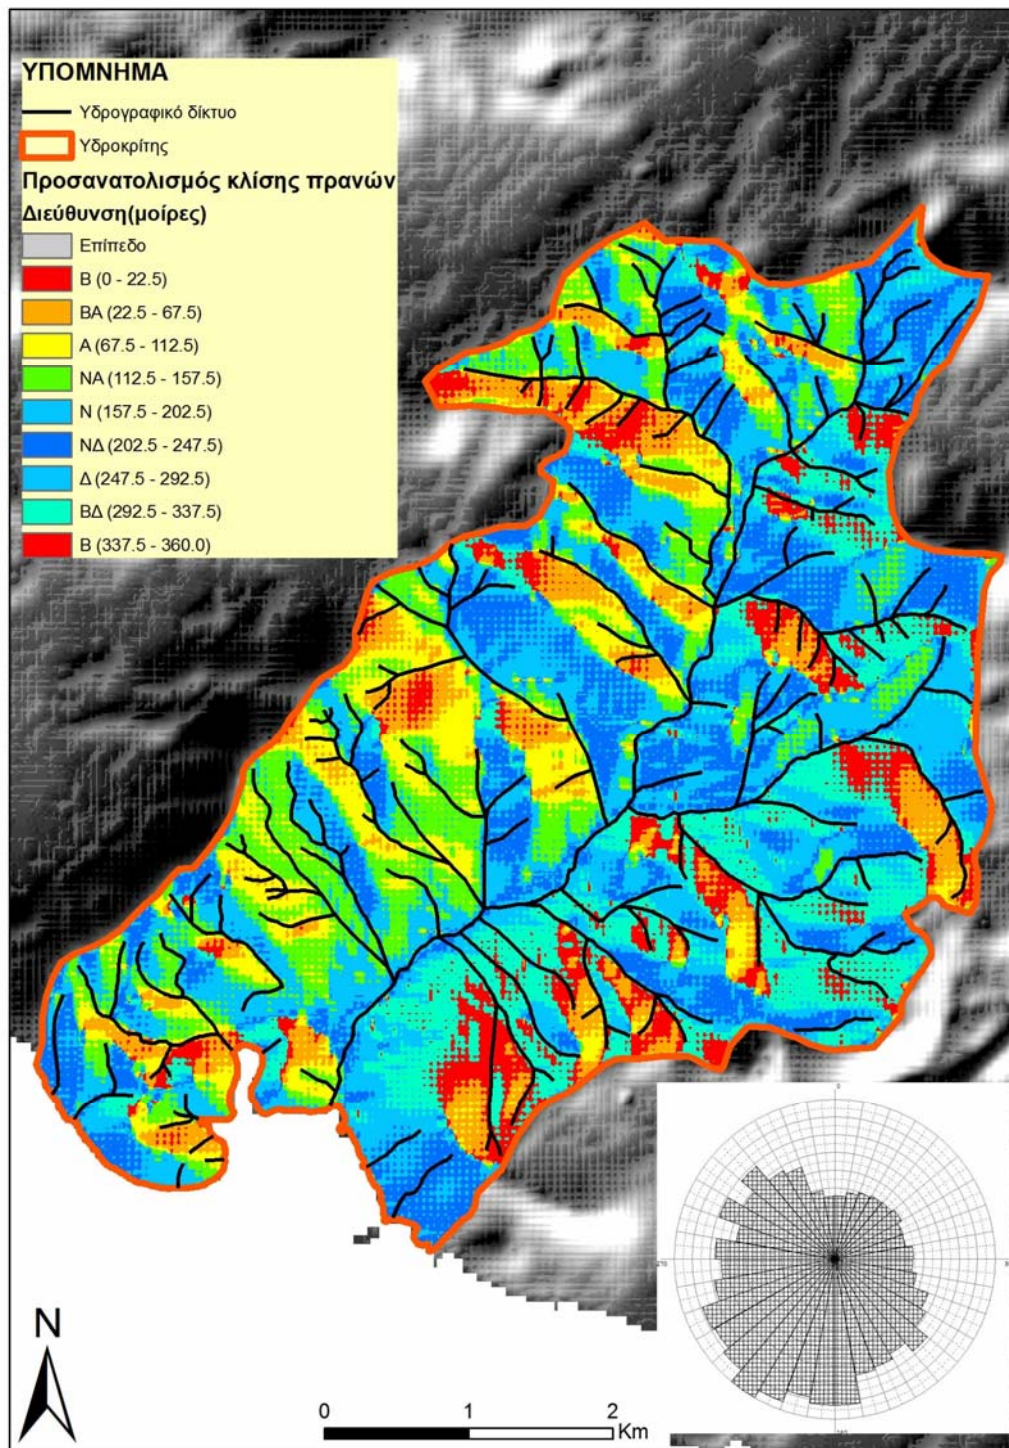 ΥΠΟΜΝΗΜΑ
Υδρογραφικό δίκτυο
Υδροκρίτης
Προσανατολισμός κλίσης πρανών
Διεύθυνση(μοίρες)
Επίπεδο
Β (0 - 22.5)
ΒΑ (22.5 - 67.5)
Α (67.5 - 112.5)
ΝΑ (112.5 - 157.5)
Ν (157.5 - 202.5)
ΝΔ (202.5 - 247.5)
Δ (247.5 - 292.5)
ΒΔ (292.5 - 337.5)
Β (337.5 - 360.0)
0
270
N
0 1 2
Km